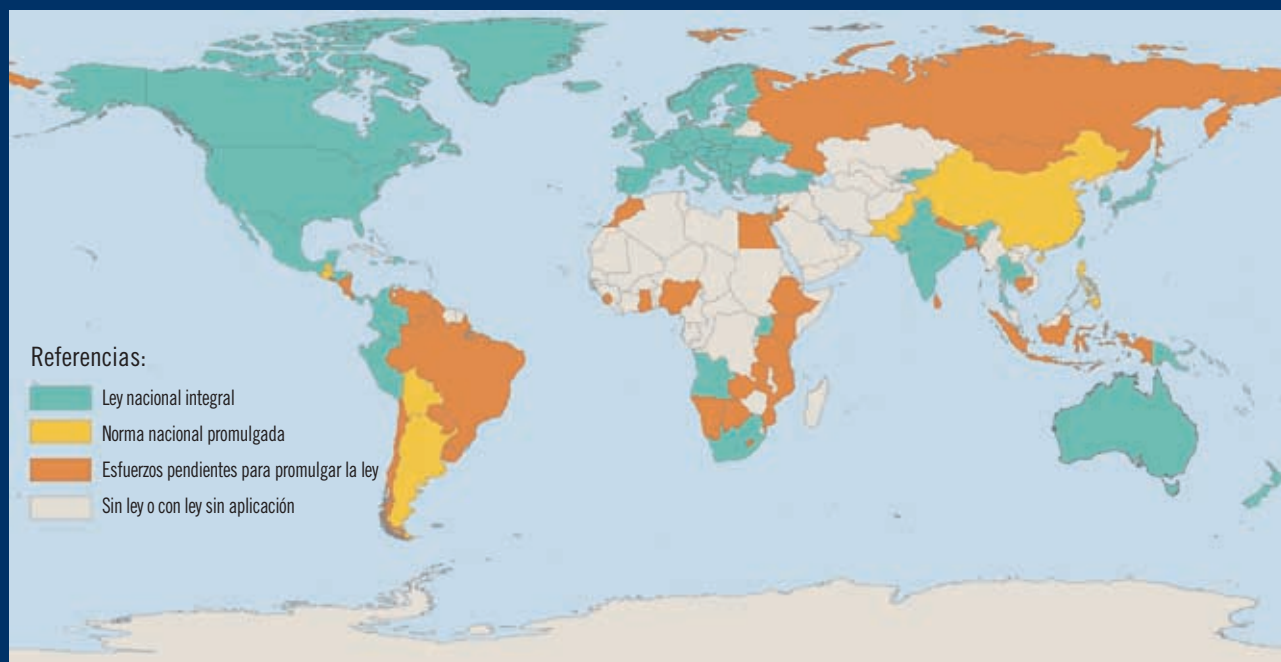 Referencias:
Ley nacional integral
Norma nacional promulgada
Esfuerzos pendientes para promulgar la ley
Sin ley o con ley sin aplicación